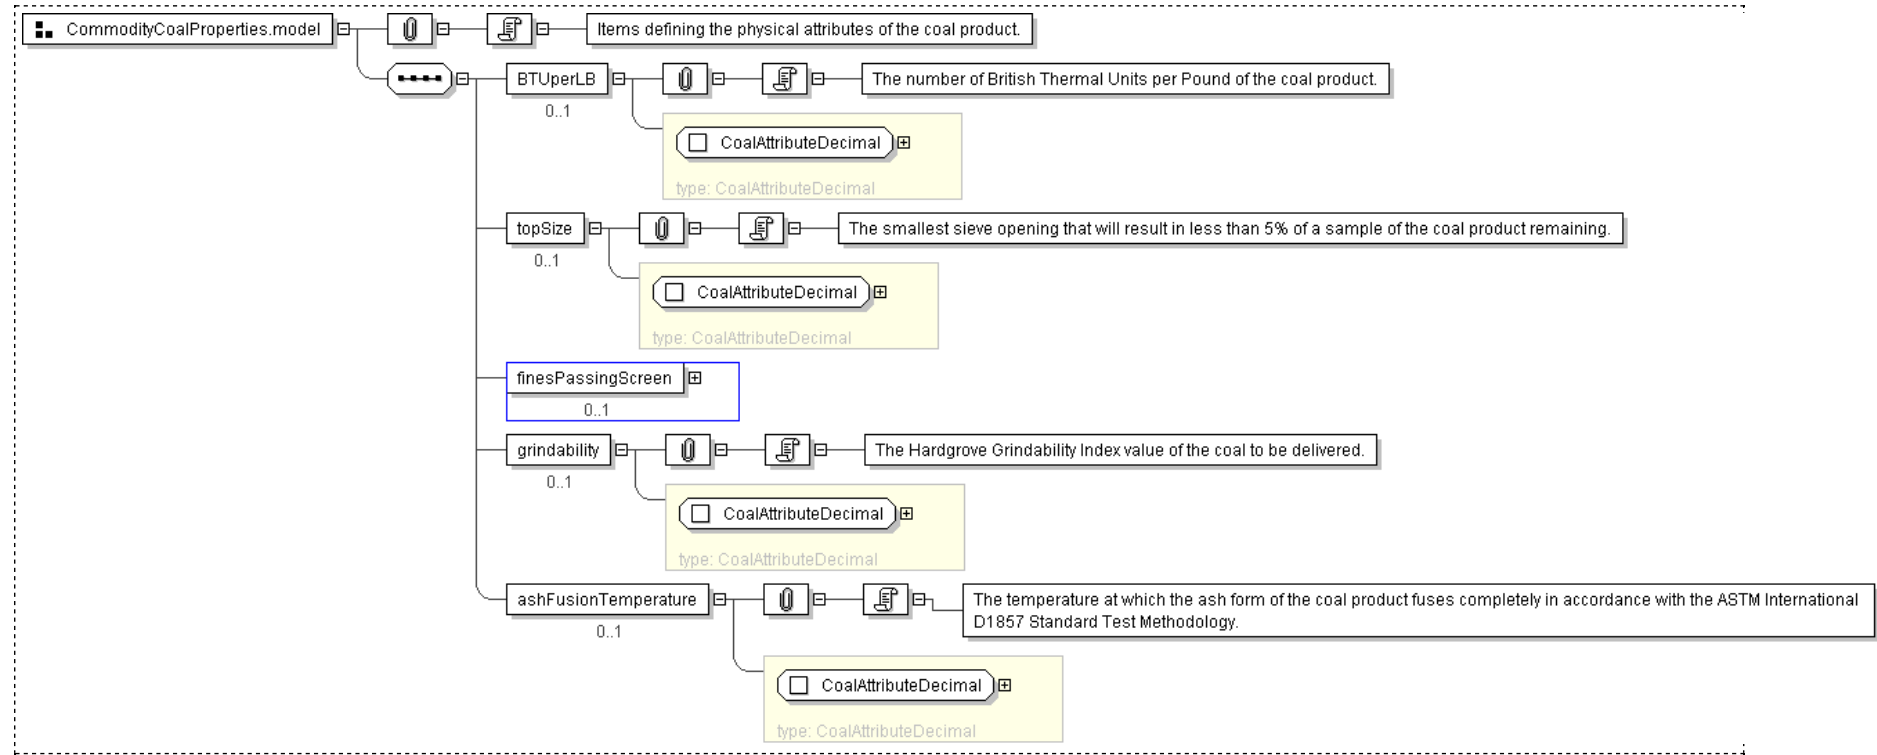 CommodityCoalProperties.model
Items defining the physical attributes of the coal product.
BTUperLB
The number of British Thermal Units per Pound of the coal product.
0..1
CoalAttributeDecimal
type: CoalAttributeDecimal
topSize
The smallest sieve opening that will result in less than 5% of a sample of the coal product remaining.
0..1
CoalAttributeDecimal
type: CoalAttributeDecimal
finesPassingScreen
0..1
grindability
The Hardgrove Grindability Index value of the coal to be delivered.
0..1
CoalAttributeDecimal
type: CoalAttributeDecimal
ashFusionTemperature
The temperature at which the ash form of the coal product fuses completely in accordance with the ASTM International
D1857 Standard Test Methodology.
0..1
CoalAttributeDecimal
type: CoalAttributeDecimal